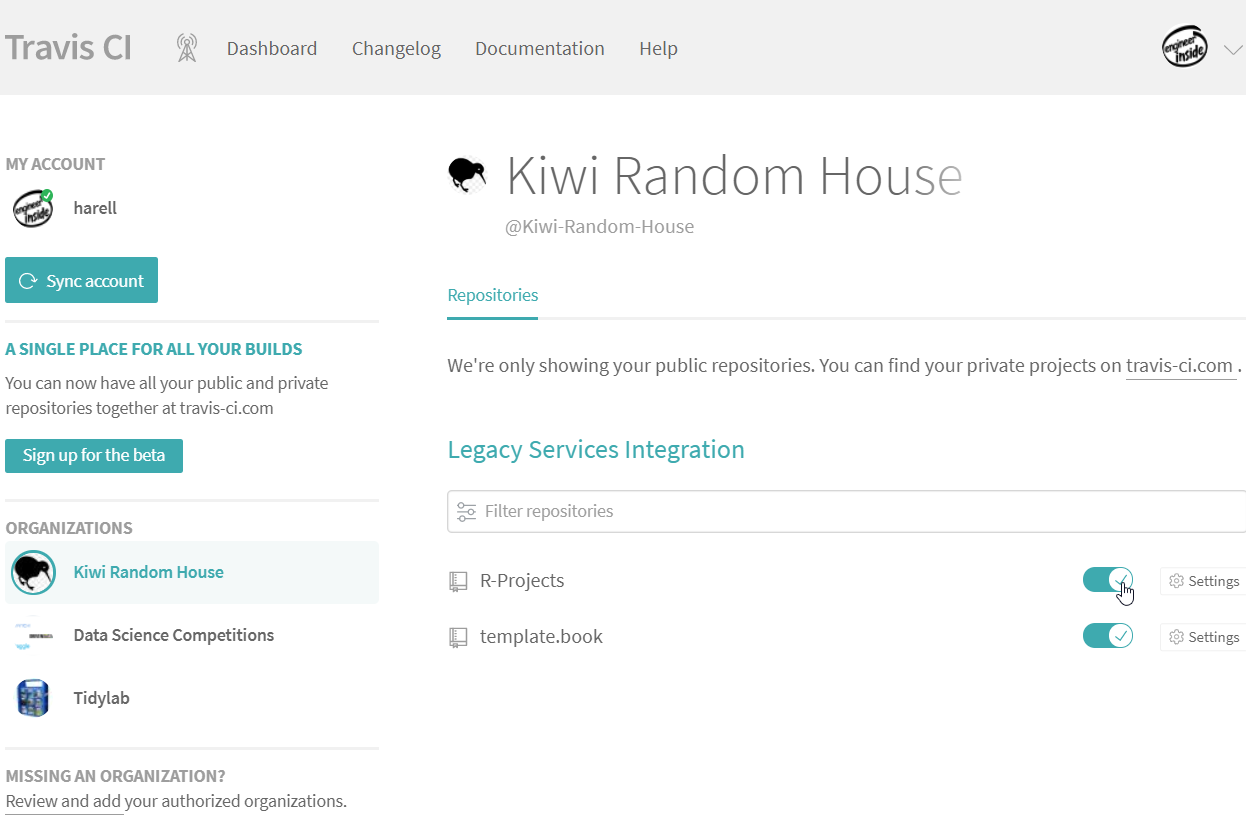 Travis CI
Dashboard
Changelog
Documentation
Help
engineer inside
MY ACCOUNT
engineer inside
harell
Sync account
A SINGLE PLACE FOR ALL YOUR BUILDS
You can now have all your public and private
repositories together at travis-ci.com
Sign up for the beta
ORGANIZATIONS
Kiwi Random House
Data Science Competitions
Tidylab
MISSING AN ORGANIZATION?
Review and add your authorized organizations.
Kiwi Random House
@Kiwi-Random-House
Repositories
We're only showing your public repositories. You can find your private projects on travis-ci.com .
Legacy Services Integration
Filter repositories
R-Projects
Settings
template.book
Settings